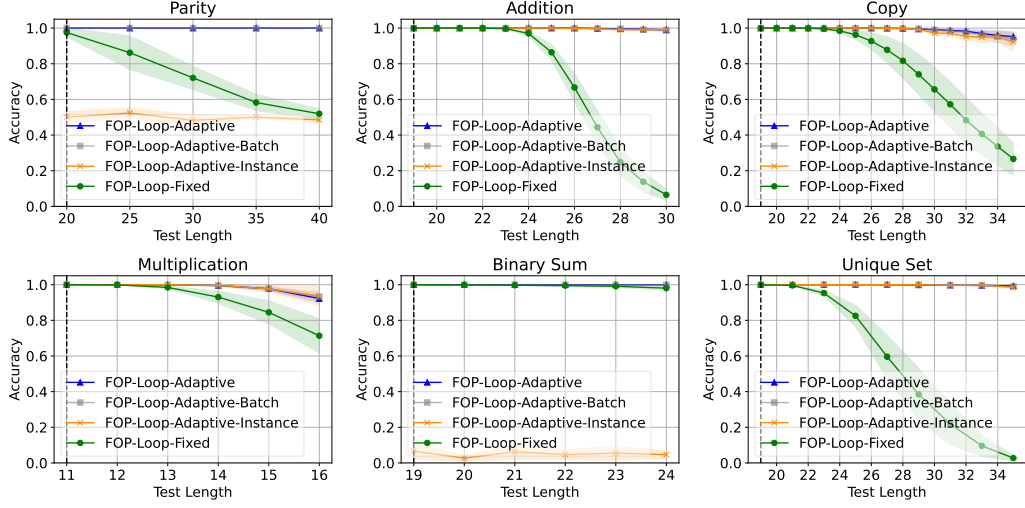 Parity
Accuracy
1.0
0.8
0.6
0.4
0.2
0.0
FOP-Loop-Adaptive
FOP-Loop-Adaptive-Batch
FOP-Loop-Adaptive-Instance
FOP-Loop-Fixed
20 25 30 35 40
Test Length
Addition
Accuracy
1.0
0.8
0.6
0.4
0.2
0.0
FOP-Loop-Adaptive
FOP-Loop-Adaptive-Batch
FOP-Loop-Adaptive-Instance
FOP-Loop-Fixed
20 22 24 26 28 30
Test Length
Copy
Accuracy
1.0
0.8
0.6
0.4
0.2
0.0
FOP-Loop-Adaptive
FOP-Loop-Adaptive-Batch
FOP-Loop-Adaptive-Instance
FOP-Loop-Fixed
20 22 24 26 28 30 32 34
Test Length
Multiplication
Accuracy
1.0
0.8
0.6
0.4
0.2
0.0
FOP-Loop-Adaptive
FOP-Loop-Adaptive-Batch
FOP-Loop-Adaptive-Instance
FOP-Loop-Fixed
11 12 13 14 15 16
Test Length
Binary Sum
Accuracy
1.0
0.8
0.6
0.4
0.2
0.0
FOP-Loop-Adaptive
FOP-Loop-Adaptive-Batch
FOP-Loop-Adaptive-Instance
FOP-Loop-Fixed
19 20 21 22 23 24
Test Length
Unique Set
Accuracy
1.0
0.8
0.6
0.4
0.2
0.0
FOP-Loop-Adaptive
FOP-Loop-Adaptive-Batch
FOP-Loop-Adaptive-Instance
FOP-Loop-Fixed
20 22 24 26 28 30 32 34
Test Length